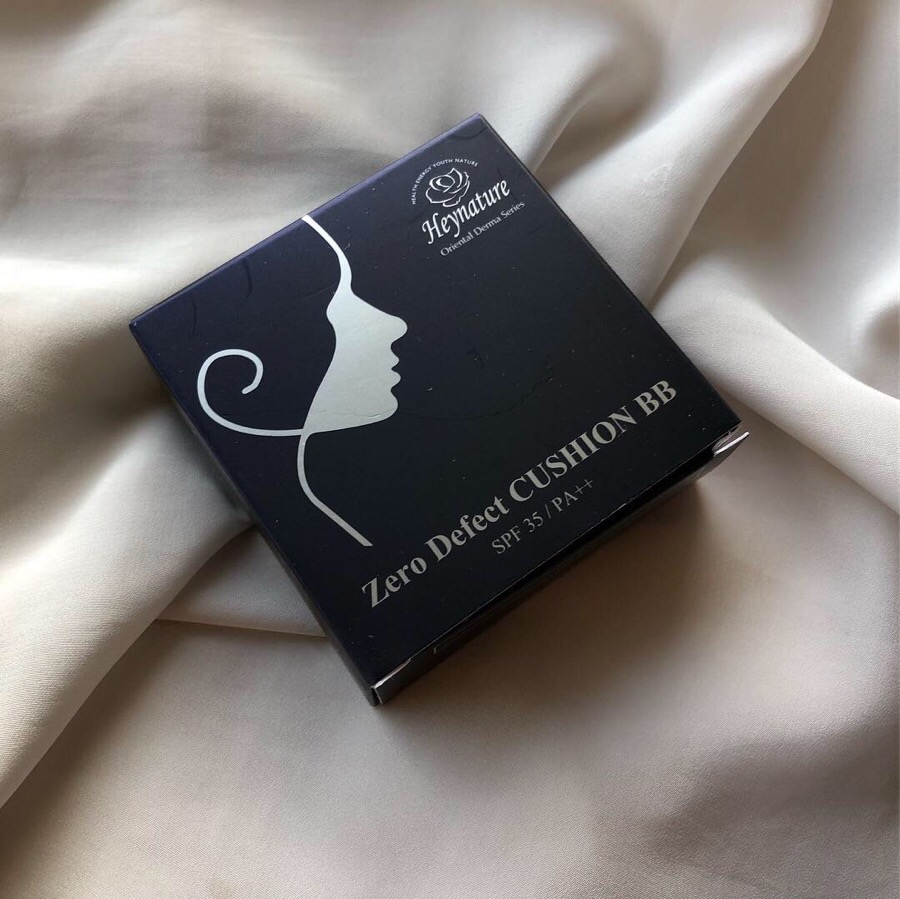 HEALTH ENERGY YOUTH NATURE
Heynature
Oriental Derma Series
Zero Defect CUSHION BB
SPF 35 / PA++